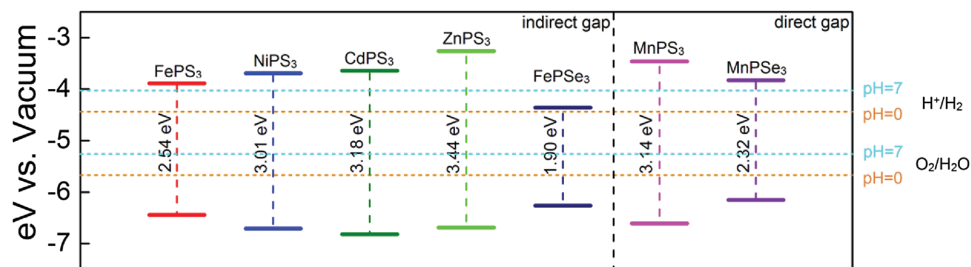 eV vs. Vacuum
-3
-4
-5
-6
-7
indirect gap
direct gap
FePS₃
NiPS₃
CdPS₃
ZnPS₃
FePSe₃
MnPS₃
MnPSe₃
2.54 eV
3.01 eV
3.18 eV
3.44 eV
1.90 eV
3.14 eV
2.32 eV
pH=7
pH=0
H⁺/H₂
pH=7
pH=0
O₂/H₂O